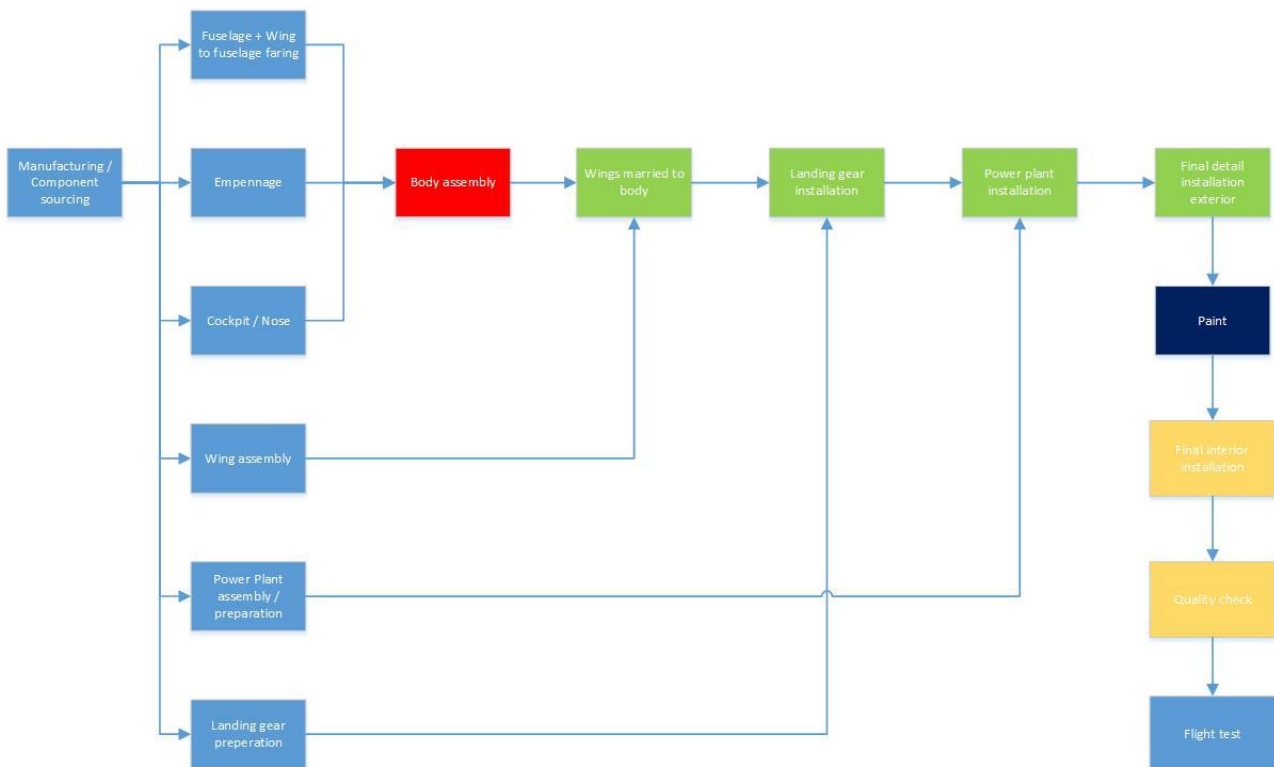 Fuselage + Wing
to fuselage faring
Manufacturing /
Component
sourcing
Empennage
Body assembly
Wings married to
body
Landing gear
installation
Power plant
installation
Final detail
installation
exterior
Cockpit / Nose
Paint
Wing assembly
Final interior
installation
Power Plant
assembly /
preparation
Quality check
Landing gear
preperation
Flight test